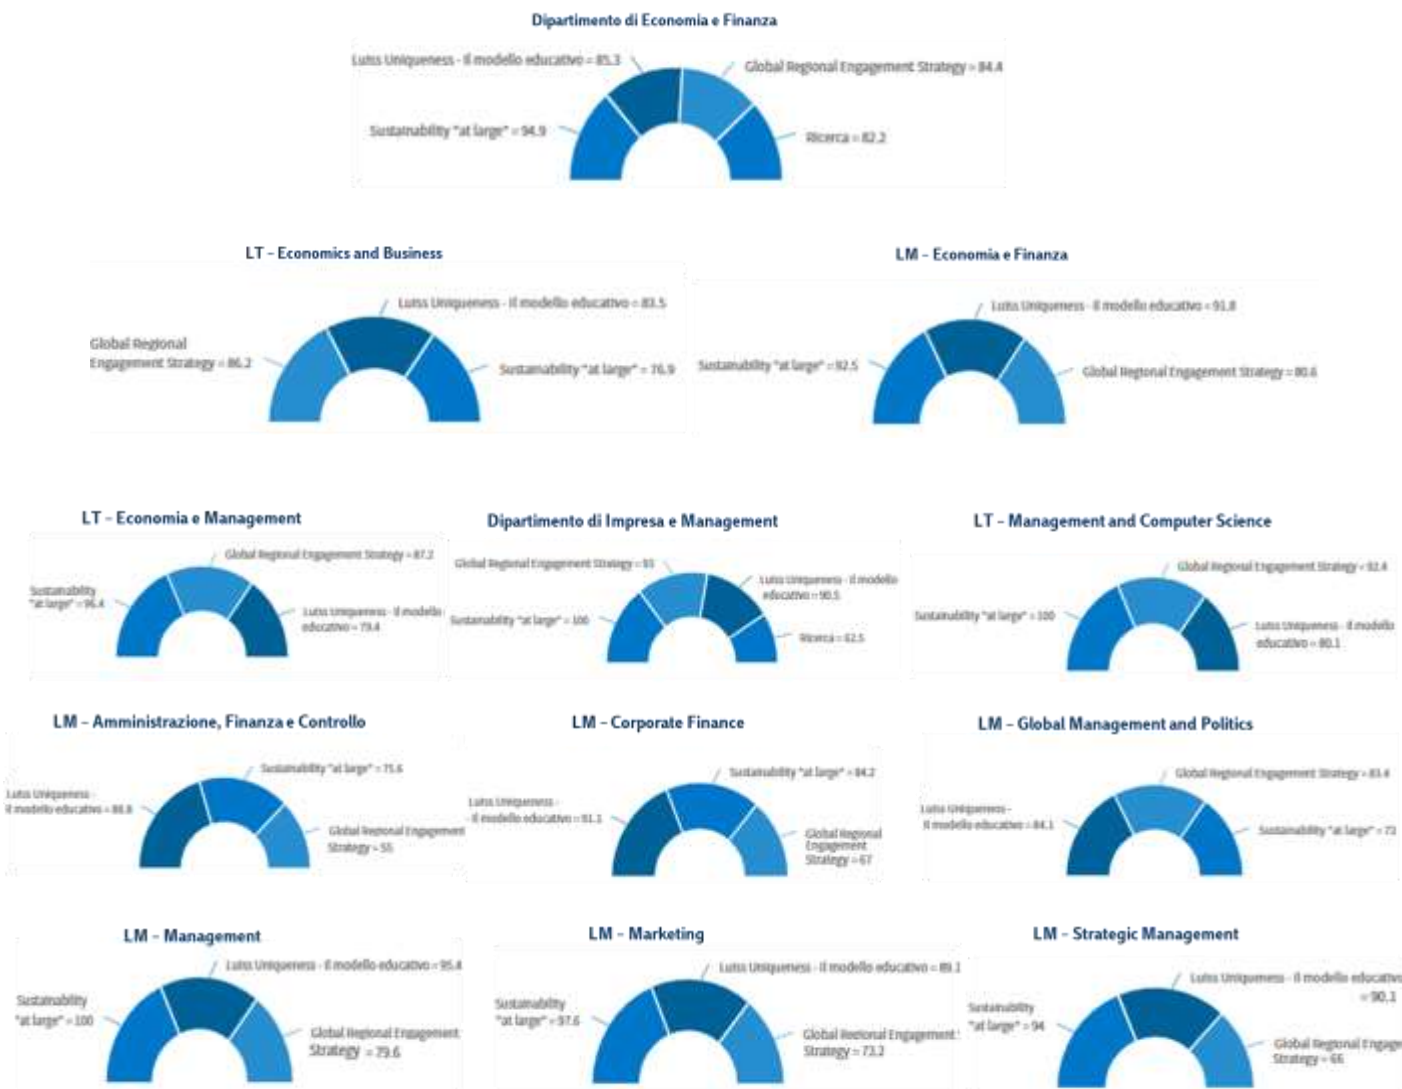 Dipartimento di Economia e Finanza
Luiss Uniqueness - Il modello educativo = 85.3
Global Regional Engagement Strategy = 84.4
Sustainability "at large" = 94.9
Ricerca = 82.2
LT – Economics and Business
Luiss Uniqueness - Il modello educativo = 83.5
Global Regional
Engagement Strategy = 86.2
Sustainability "at large" = 76.9
LM – Economia e Finanza
Luiss Uniqueness - Il modello educativo = 91.8
Sustainability "at large" = 92.5
Global Regional Engagement Strategy = 80.6
LT – Economia e Management
Global Regional Engagement Strategy = 87.2
Sustainability
"at large" = 96.4
Luiss Uniqueness - Il modello
educativo = 79.4
Dipartimento di Impresa e Management
Global Regional Engagement Strategy = 93
Luiss Uniqueness - Il modello
educativo = 90.5
Sustainability "at large" = 100
Ricerca = 62.5
LT – Management and Computer Science
Global Regional Engagement Strategy = 92.4
Sustainability "at large" = 100
Luiss Uniqueness - Il modello
educativo = 80.1
LM – Amministrazione, Finanza e Controllo
Sustainability "at large" = 75.6
Luiss Uniqueness -
Il modello educativo = 88.8
Global Regional Engagement
Strategy = 55
LM – Corporate Finance
Sustainability "at large" = 84.2
Luiss Uniqueness -
- Il modello educativo = 91.1
Global Regional
Engagement
Strategy = 67
LM – Global Management and Politics
Global Regional Engagement Strategy = 83.4
Luiss Uniqueness -
Il modello educativo = 84.1
Sustainability "at large" = 73
LM – Management
Luiss Uniqueness - Il modello educativo = 95.4
Sustainability
"at large" = 100
Global Regional Engagement
Strategy = 79.6
LM – Marketing
Luiss Uniqueness - Il modello educativo = 89.1
Sustainability
"at large" = 97.6
Global Regional Engagement
Strategy = 73.2
LM – Strategic Management
Luiss Uniqueness - Il modello educativo
= 90.1
Sustainability
"at large" = 94
Global Regional Engage
Strategy = 66